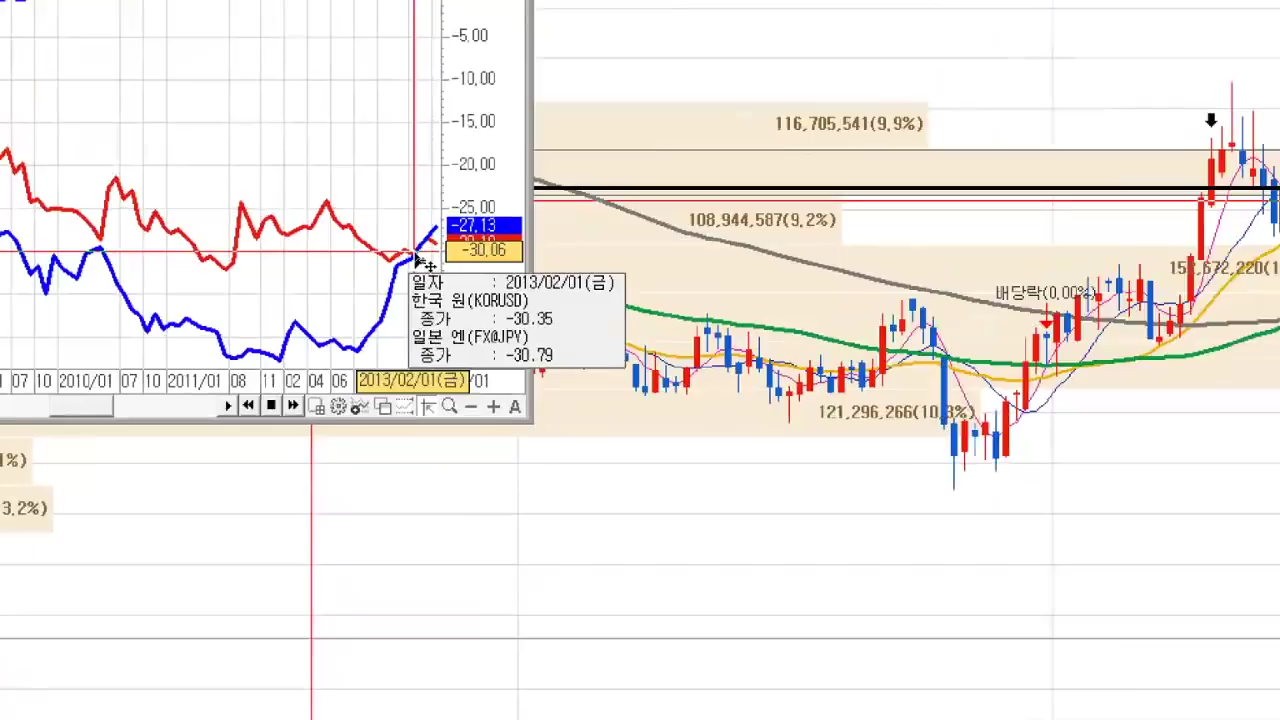 -5,00
-10,00
-15,00
-20,00
-25,00
-27,13
-30,06
일자 : 2013/02/01(금)
한국 원(KORUSD)
종가 : -30.35
일본 엔(FX@JPY)
종가 : -30.79
07 10 2010/01 07 10 2011/01 08 11 02 04 06 2013/02/01(금) /01
A
116,705,541(9,9%)
108,944,587(9,2%)
배당락(0,00%)
121,296,266(10,3%)
3,2%)